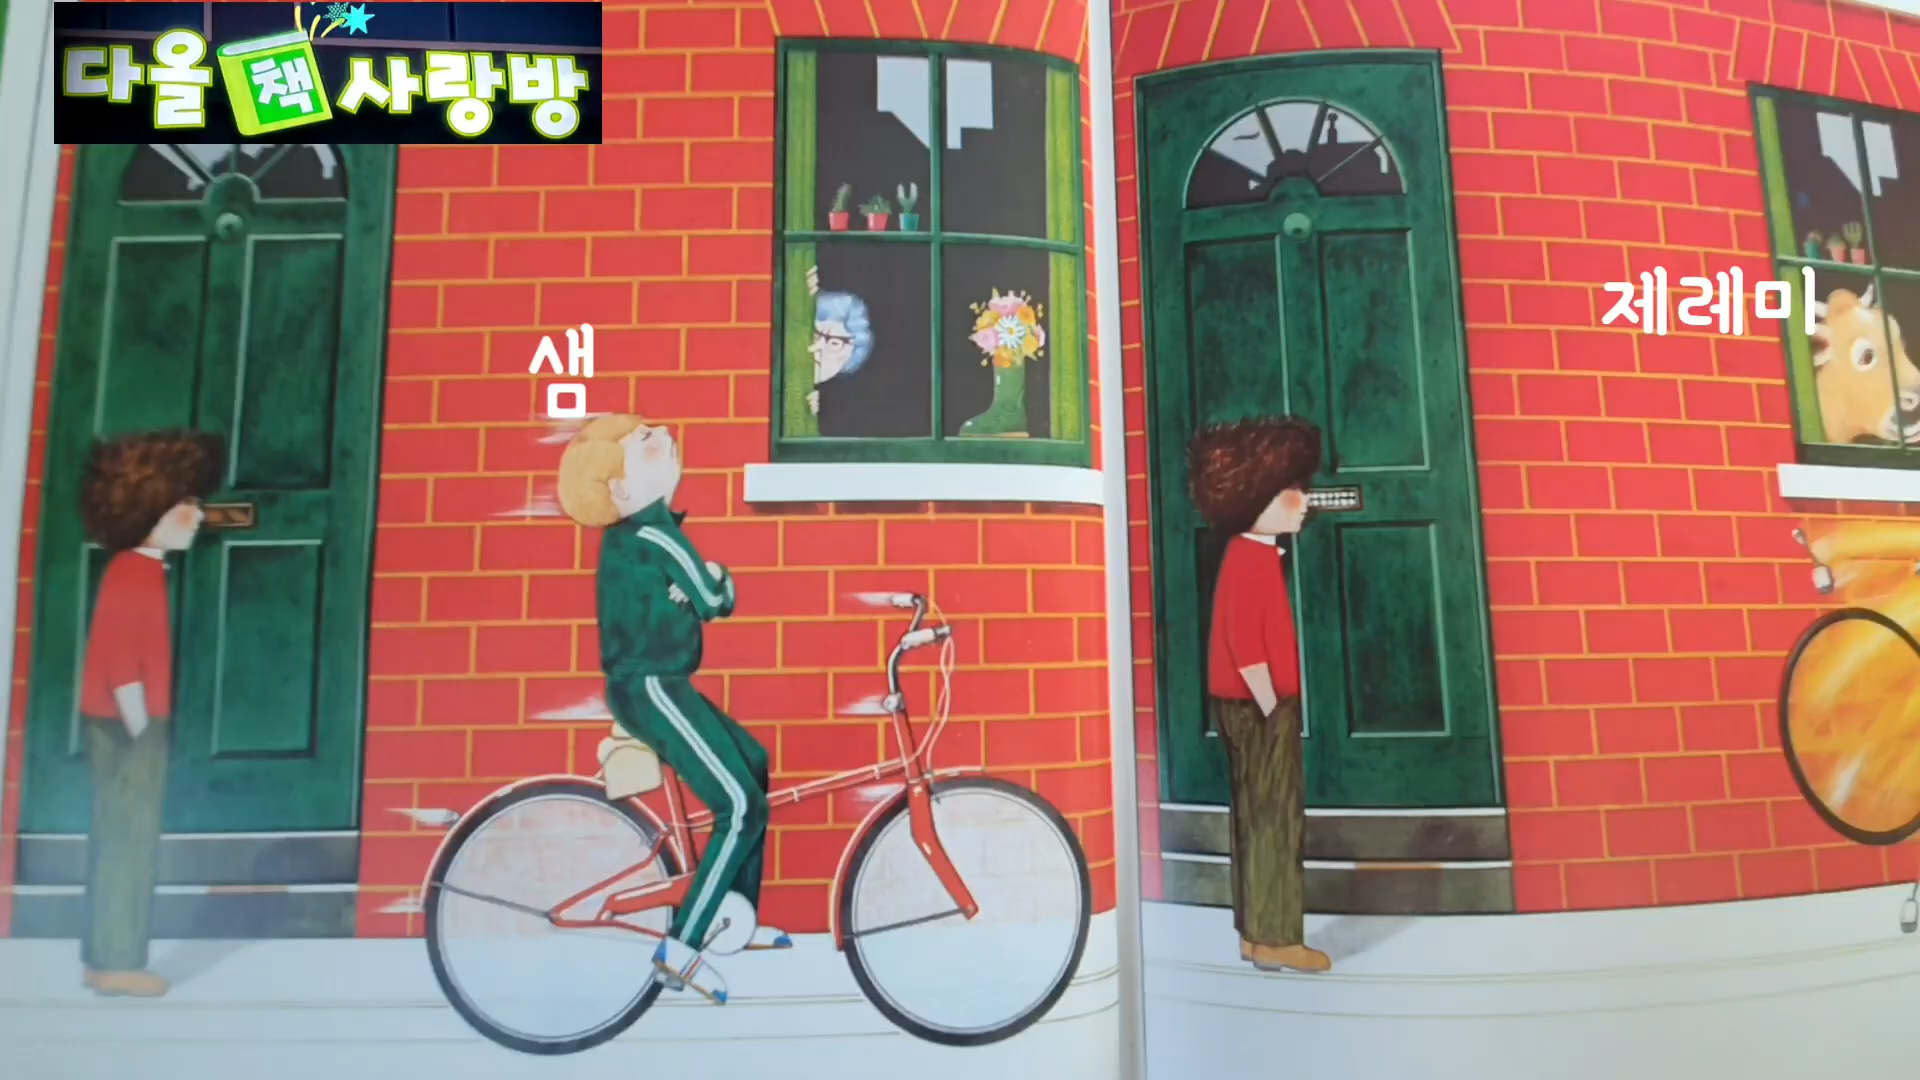 다올 책 사랑방
샘
제레미